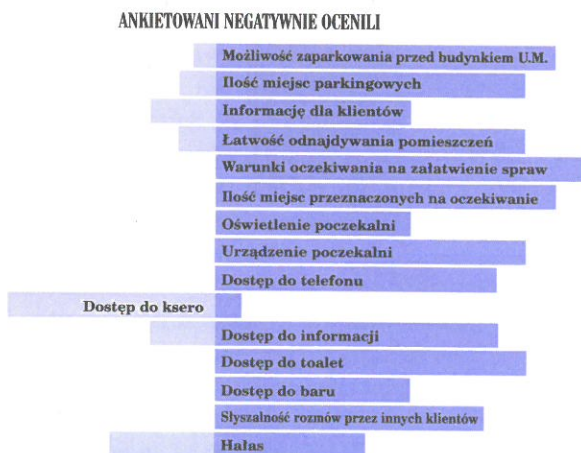 ANKIETOWANI NEGATYWNIE OCENILI
Możliwość zaparkowania przed budynkiem U.M.
Ilość miejsc parkingowych
Informację dla klientów
Łatwość odnajdywania pomieszczeń
Warunki oczekiwania na załatwienie spraw
Ilość miejsc przeznaczonych na oczekiwanie
Oświetlenie poczekalni
Urządzenie poczekalni
Dostęp do telefonu
Dostęp do ksero
Dostęp do informacji
Dostęp do toalet
Dostęp do baru
Słyszalność rozmów przez innych klientów
Hałas